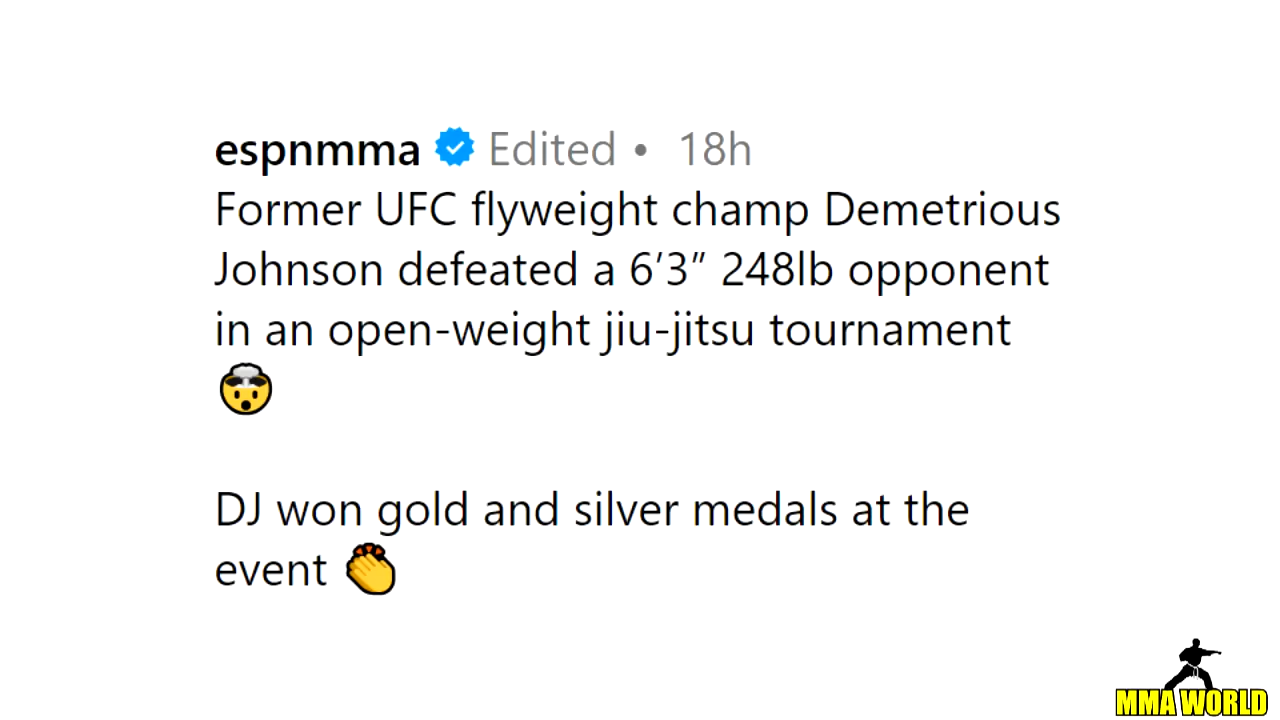 espnmma Edited • 18h
Former UFC flyweight champ Demetrious
Johnson defeated a 6′3″ 248lb opponent
in an open-weight jiu-jitsu tournament
🤯
DJ won gold and silver medals at the
event 👏
MMA WORLD